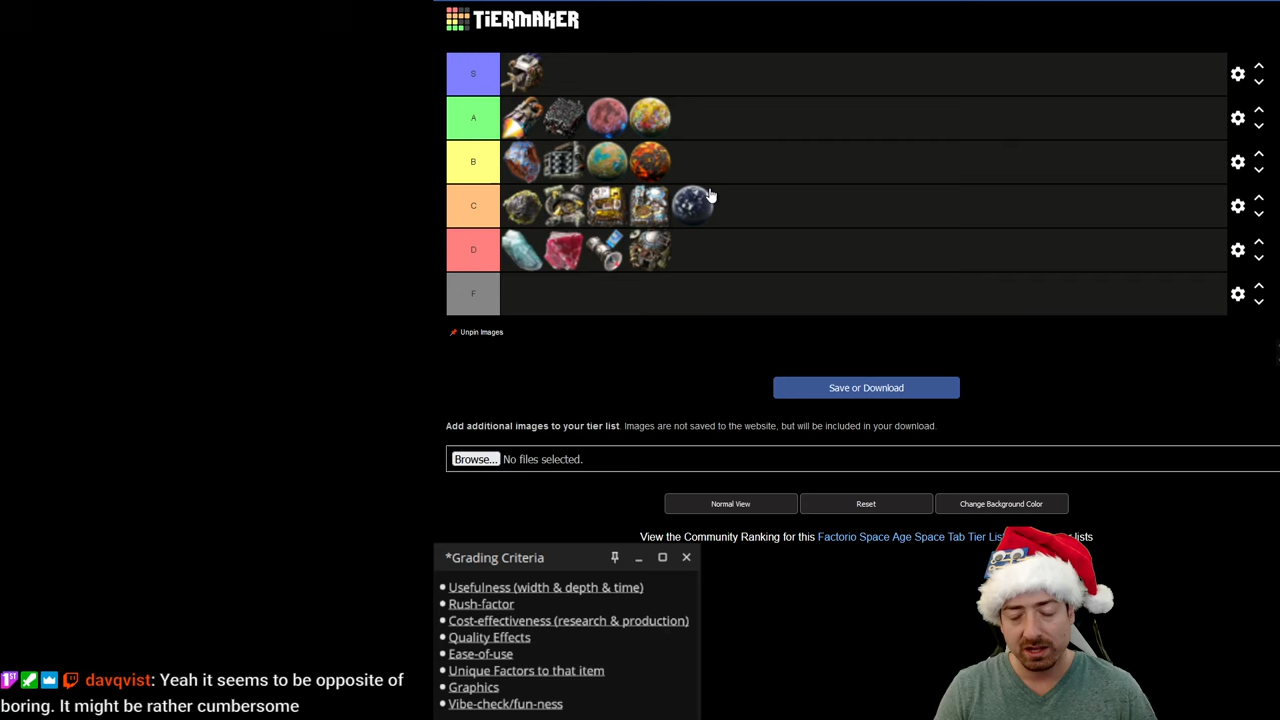 TIERMAKER
S
A
B
C
D
F
Unpin Images
Save or Download
Add additional images to your tier list. Images are not saved to the website, but will be included in your download.
Browse... No files selected.
Normal View
Reset
Change Background Color
View the Community Ranking for this Factorio Space Age Space Tab Tier Lis lists
*Grading Criteria
Usefulness (width & depth & time)
Rush-factor
Cost-effectiveness (research & production)
Quality Effects
Ease-of-use
Unique Factors to that item
Graphics
Vibe-check/fun-ness
davqvist: Yeah it seems to be opposite of
boring. It might be rather cumbersome